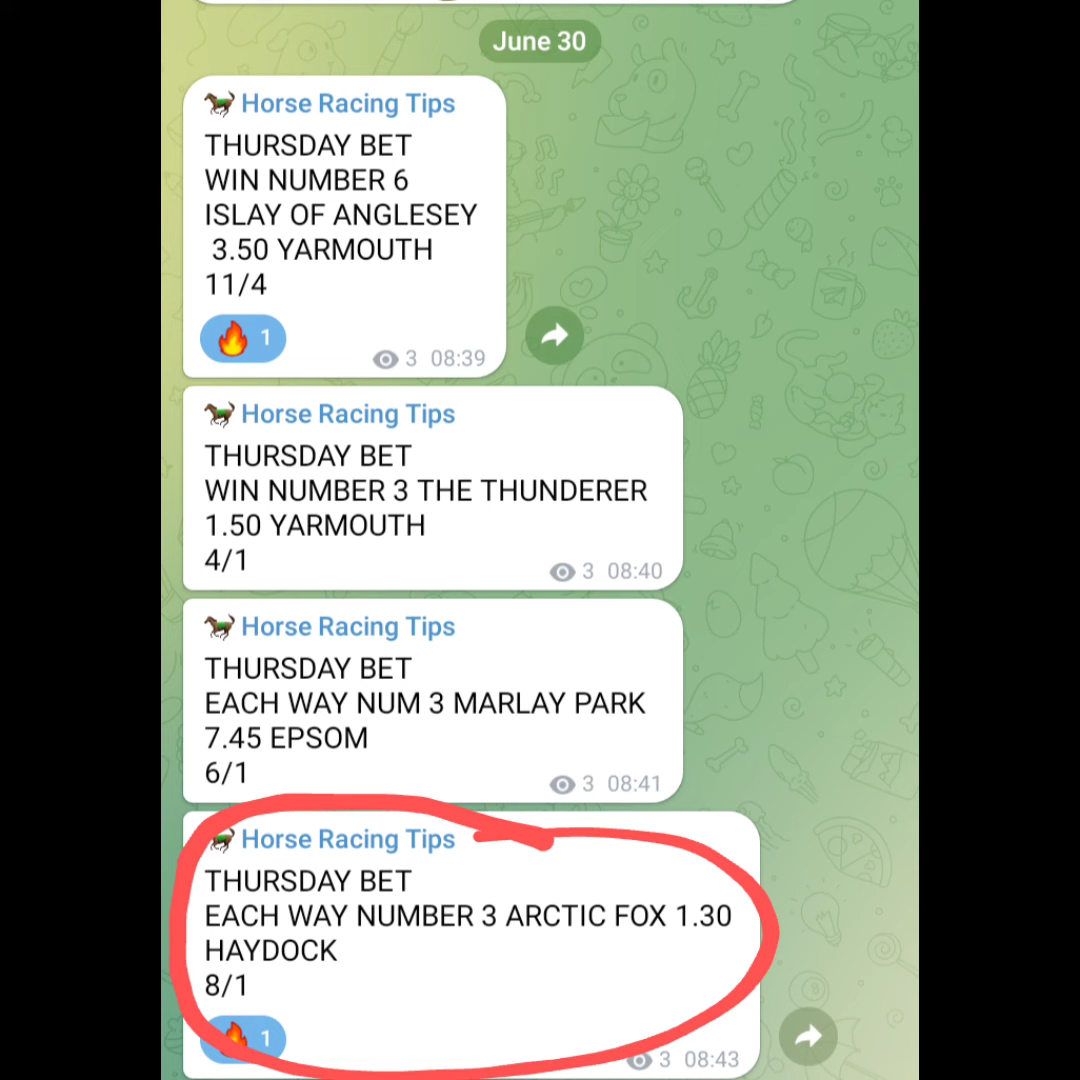 June 30
Horse Racing Tips
THURSDAY BET
WIN NUMBER 6
ISLAY OF ANGLESEY
3.50 YARMOUTH
11/4
1
3 08:39
Horse Racing Tips
THURSDAY BET
WIN NUMBER 3 THE THUNDERER
1.50 YARMOUTH
4/1
3 08:40
Horse Racing Tips
THURSDAY BET
EACH WAY NUM 3 MARLAY PARK
7.45 EPSOM
6/1
3 08:41
Horse Racing Tips
THURSDAY BET
EACH WAY NUMBER 3 ARCTIC FOX 1.30
HAYDOCK
8/1
1
3 08:43